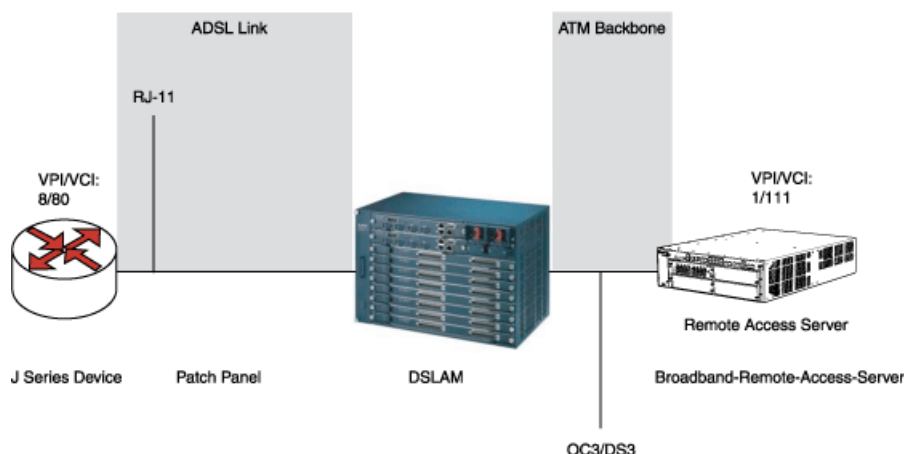 ADSL Link
ATM Backbone
RJ-11
VPI/VCI:
8/80
VPI/VCI:
1/111
Remote Access Server
J Series Device
Patch Panel
DSLAM
Broadband-Remote-Access-Server
OC3/DS3